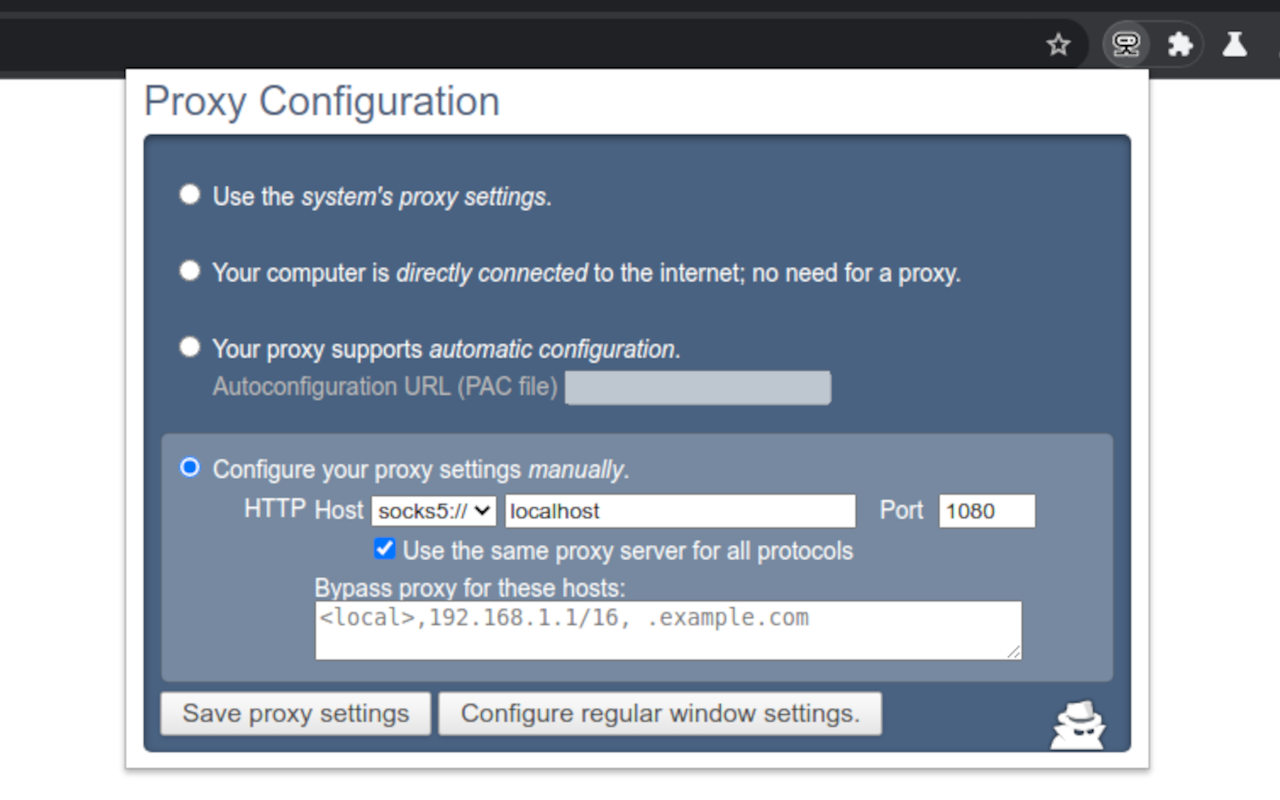 Proxy Configuration
Use the system's proxy settings.
Your computer is directly connected to the internet; no need for a proxy.
Your proxy supports automatic configuration.
Autoconfiguration URL (PAC file)
Configure your proxy settings manually.
HTTP Host socks5:// localhost Port 1080
Use the same proxy server for all protocols
Bypass proxy for these hosts:
<local>,192.168.1.1/16, .example.com
Save proxy settings Configure regular window settings.